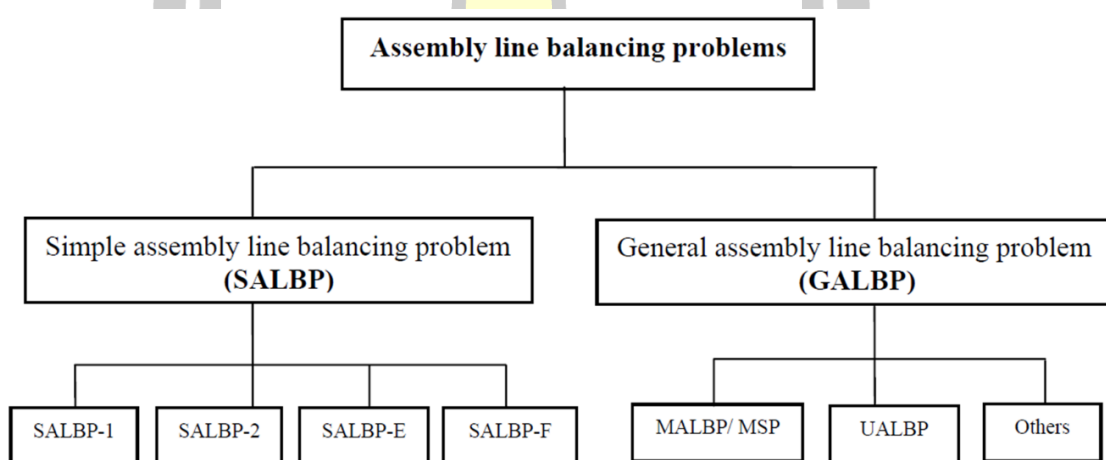 Assembly line balancing problems
Simple assembly line balancing problem
(SALBP)
General assembly line balancing problem
(GALBP)
SALBP-1
SALBP-2
SALBP-E
SALBP-F
MALBP/ MSP
UALBP
Others